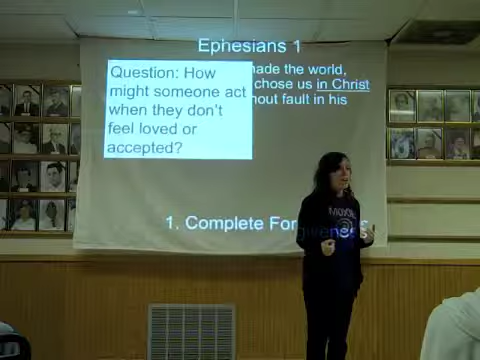 Ephesians 1
Question: How
might someone act
when they don't
feel loved or
accepted?
made the world,
chose us in Christ
hout fault in his
1. Complete Forgiveness